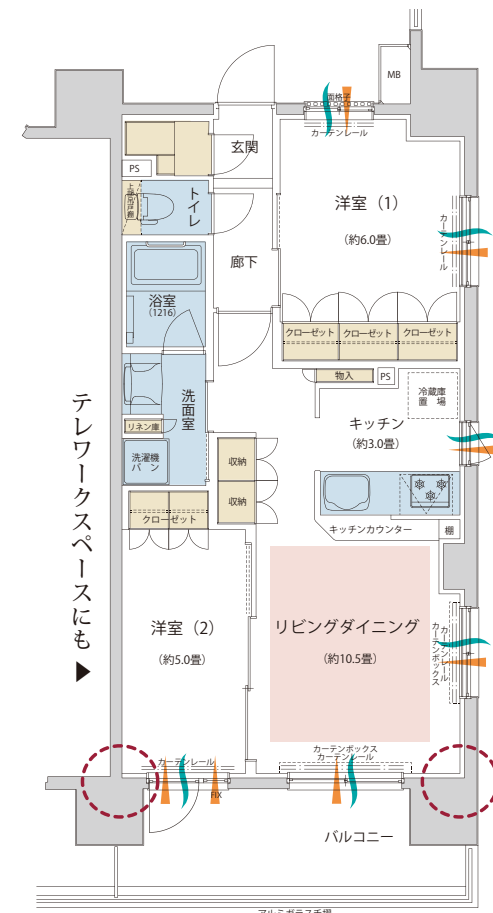 MB
面格子
カーテンレール
玄関
PS
トイレ
上部吊戸棚
洋室（1）
（約6.0畳）
カーテンレール
廊下
浴室
（1216）
クローゼット
クローゼット
クローゼット
物入
PS
冷蔵庫
置場
洗面室
キッチン
（約3.0畳）
リネン庫
洗濯機
パン
収納
収納
クローゼット
キッチンカウンター
棚
テレワークスペースにも▶
洋室（2）
（約5.0畳）
リビングダイニング
（約10.5畳）
カーテンレール
カーテンボックス
カーテンレール
FIX
カーテンボックス
カーテンレール
バルコニー
アルミガラス手摺